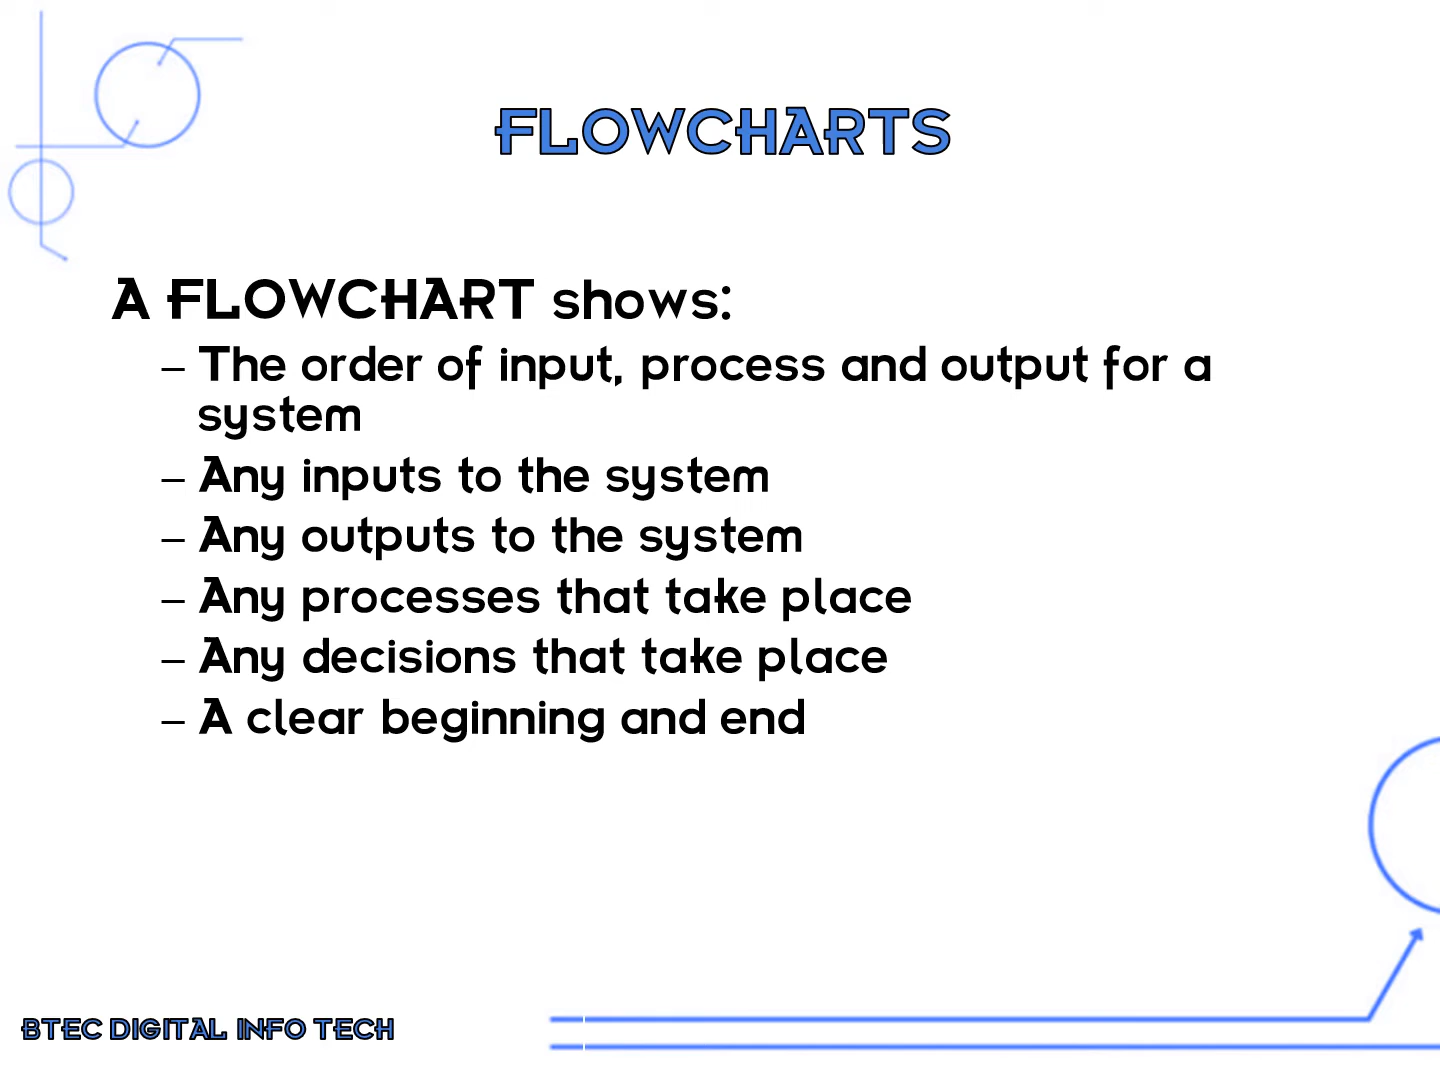 FLOWCHARTS
A FLOWCHART shows:
– The order of input, process and output for a
system
– Any inputs to the system
– Any outputs to the system
– Any processes that take place
– Any decisions that take place
– A clear beginning and end
BTEC DIGITAL INFO TECH